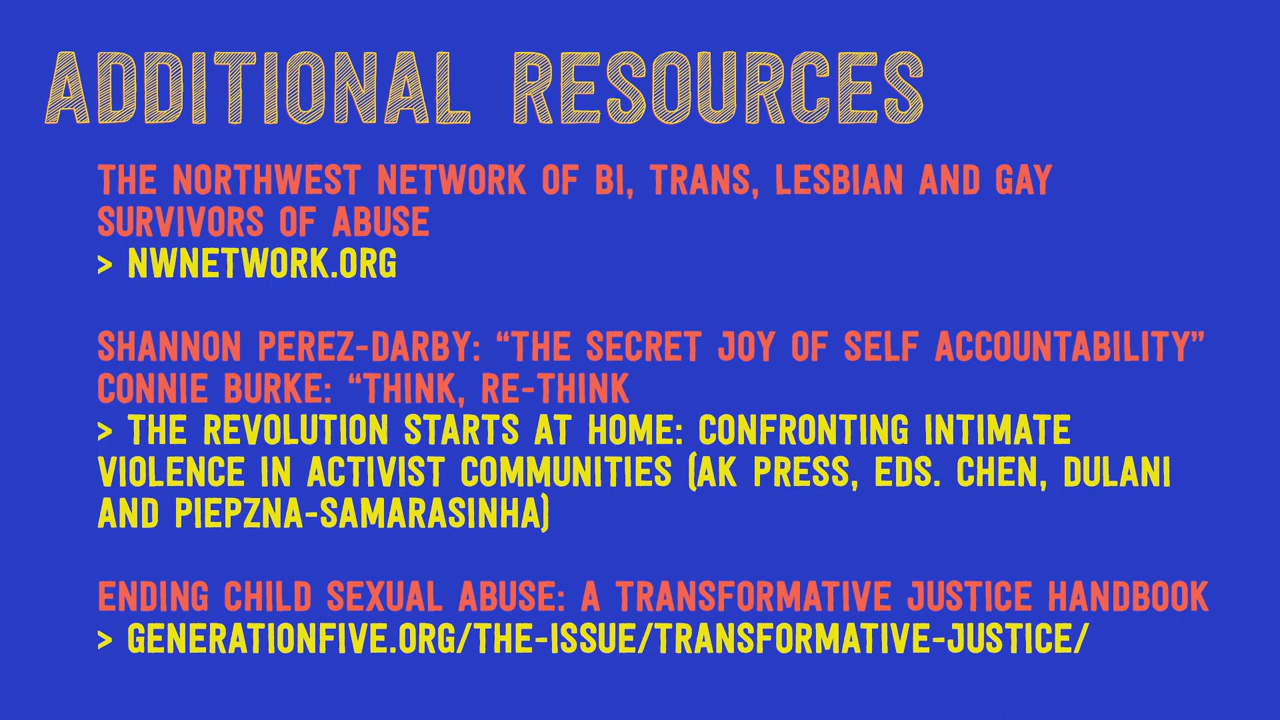 ADDITIONAL RESOURCES
THE NORTHWEST NETWORK OF BI, TRANS, LESBIAN AND GAY
SURVIVORS OF ABUSE
> NWNETWORK.ORG
SHANNON PEREZ-DARBY: “THE SECRET JOY OF SELF ACCOUNTABILITY”
CONNIE BURKE: “THINK, RE-THINK
> THE REVOLUTION STARTS AT HOME: CONFRONTING INTIMATE
VIOLENCE IN ACTIVIST COMMUNITIES (AK PRESS, EDS. CHEN, DULANI
AND PIEPZNA-SAMARASINHA)
ENDING CHILD SEXUAL ABUSE: A TRANSFORMATIVE JUSTICE HANDBOOK
> GENERATIONFIVE.ORG/THE-ISSUE/TRANSFORMATIVE-JUSTICE/